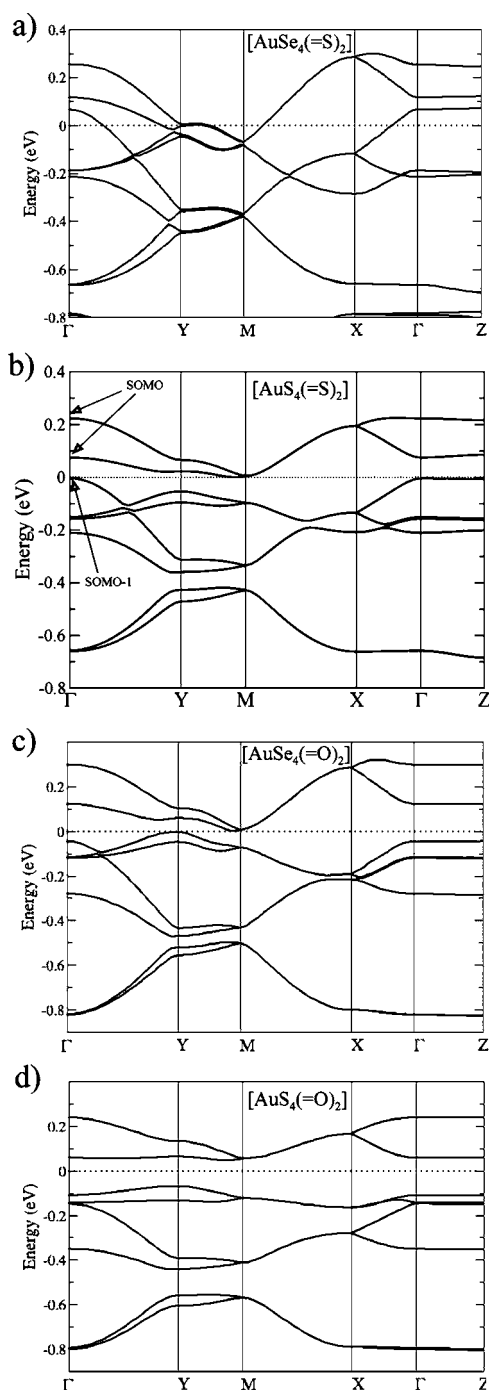 a)
[AuSe₄(=S)₂]
0.4
0.2
0
-0.2
-0.4
-0.6
-0.8
Energy (eV)
Γ Y M X Γ Z
b)
[AuS₄(=S)₂]
SOMO
SOMO-1
0.4
0.2
0
-0.2
-0.4
-0.6
-0.8
Energy (eV)
Γ Y M X Γ Z
c)
[AuSe₄(=O)₂]
0.2
0
-0.2
-0.4
-0.6
-0.8
Energy (eV)
Γ Y M X Γ Z
d)
[AuS₄(=O)₂]
0.2
0
-0.2
-0.4
-0.6
-0.8
Energy (eV)
Γ Y M X Γ Z